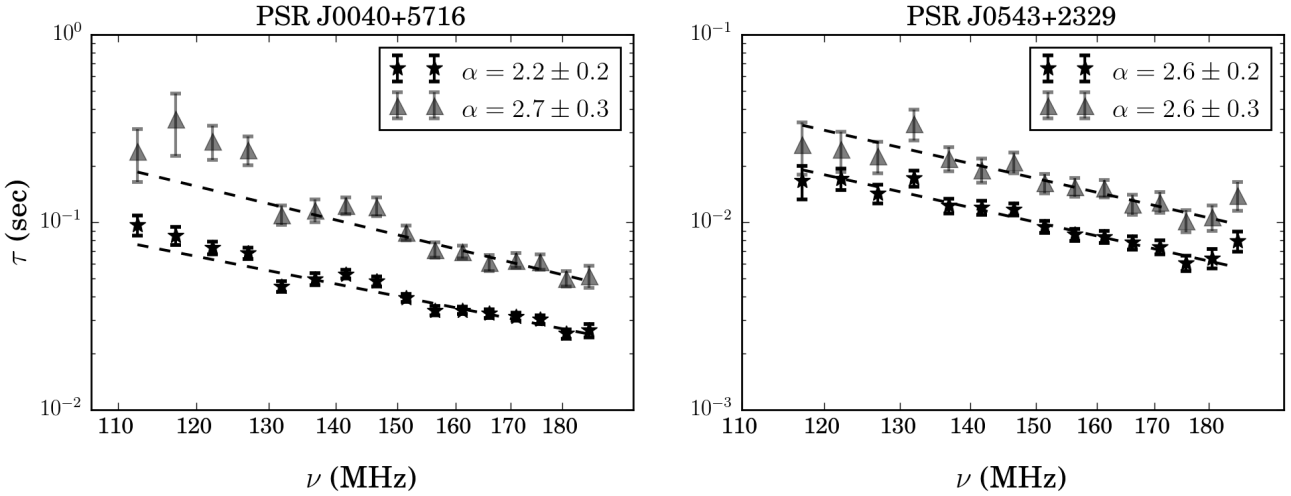 PSR J0040+5716
10⁰
10⁻¹
10⁻²
τ (sec)
α = 2.2 ± 0.2
α = 2.7 ± 0.3
110 120 130 140 150 160 170 180
ν (MHz)
PSR J0543+2329
10⁻¹
10⁻²
10⁻³
α = 2.6 ± 0.2
α = 2.6 ± 0.3
110 120 130 140 150 160 170 180
ν (MHz)